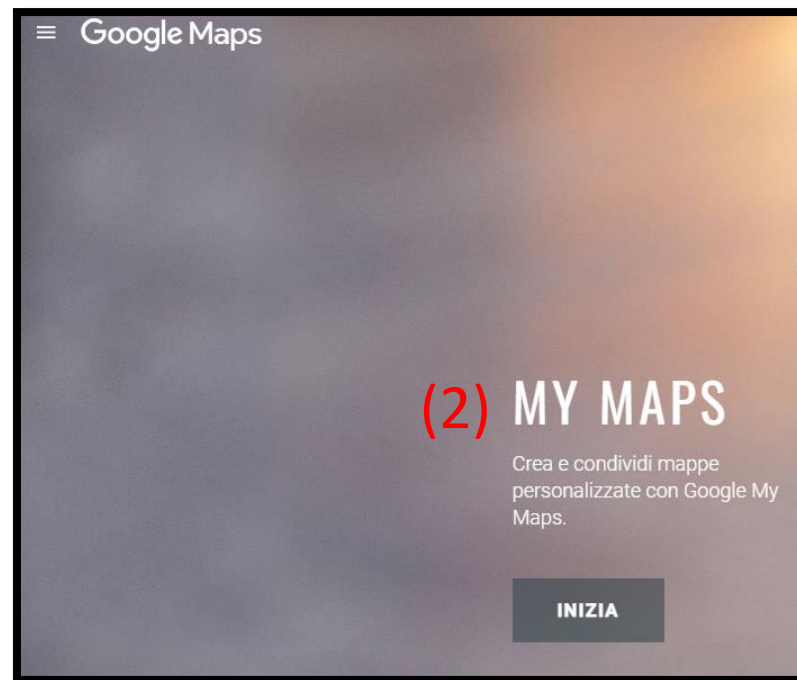 Google Maps
(2) MY MAPS
Crea e condividi mappe
personalizzate con Google My
Maps.
INIZIA